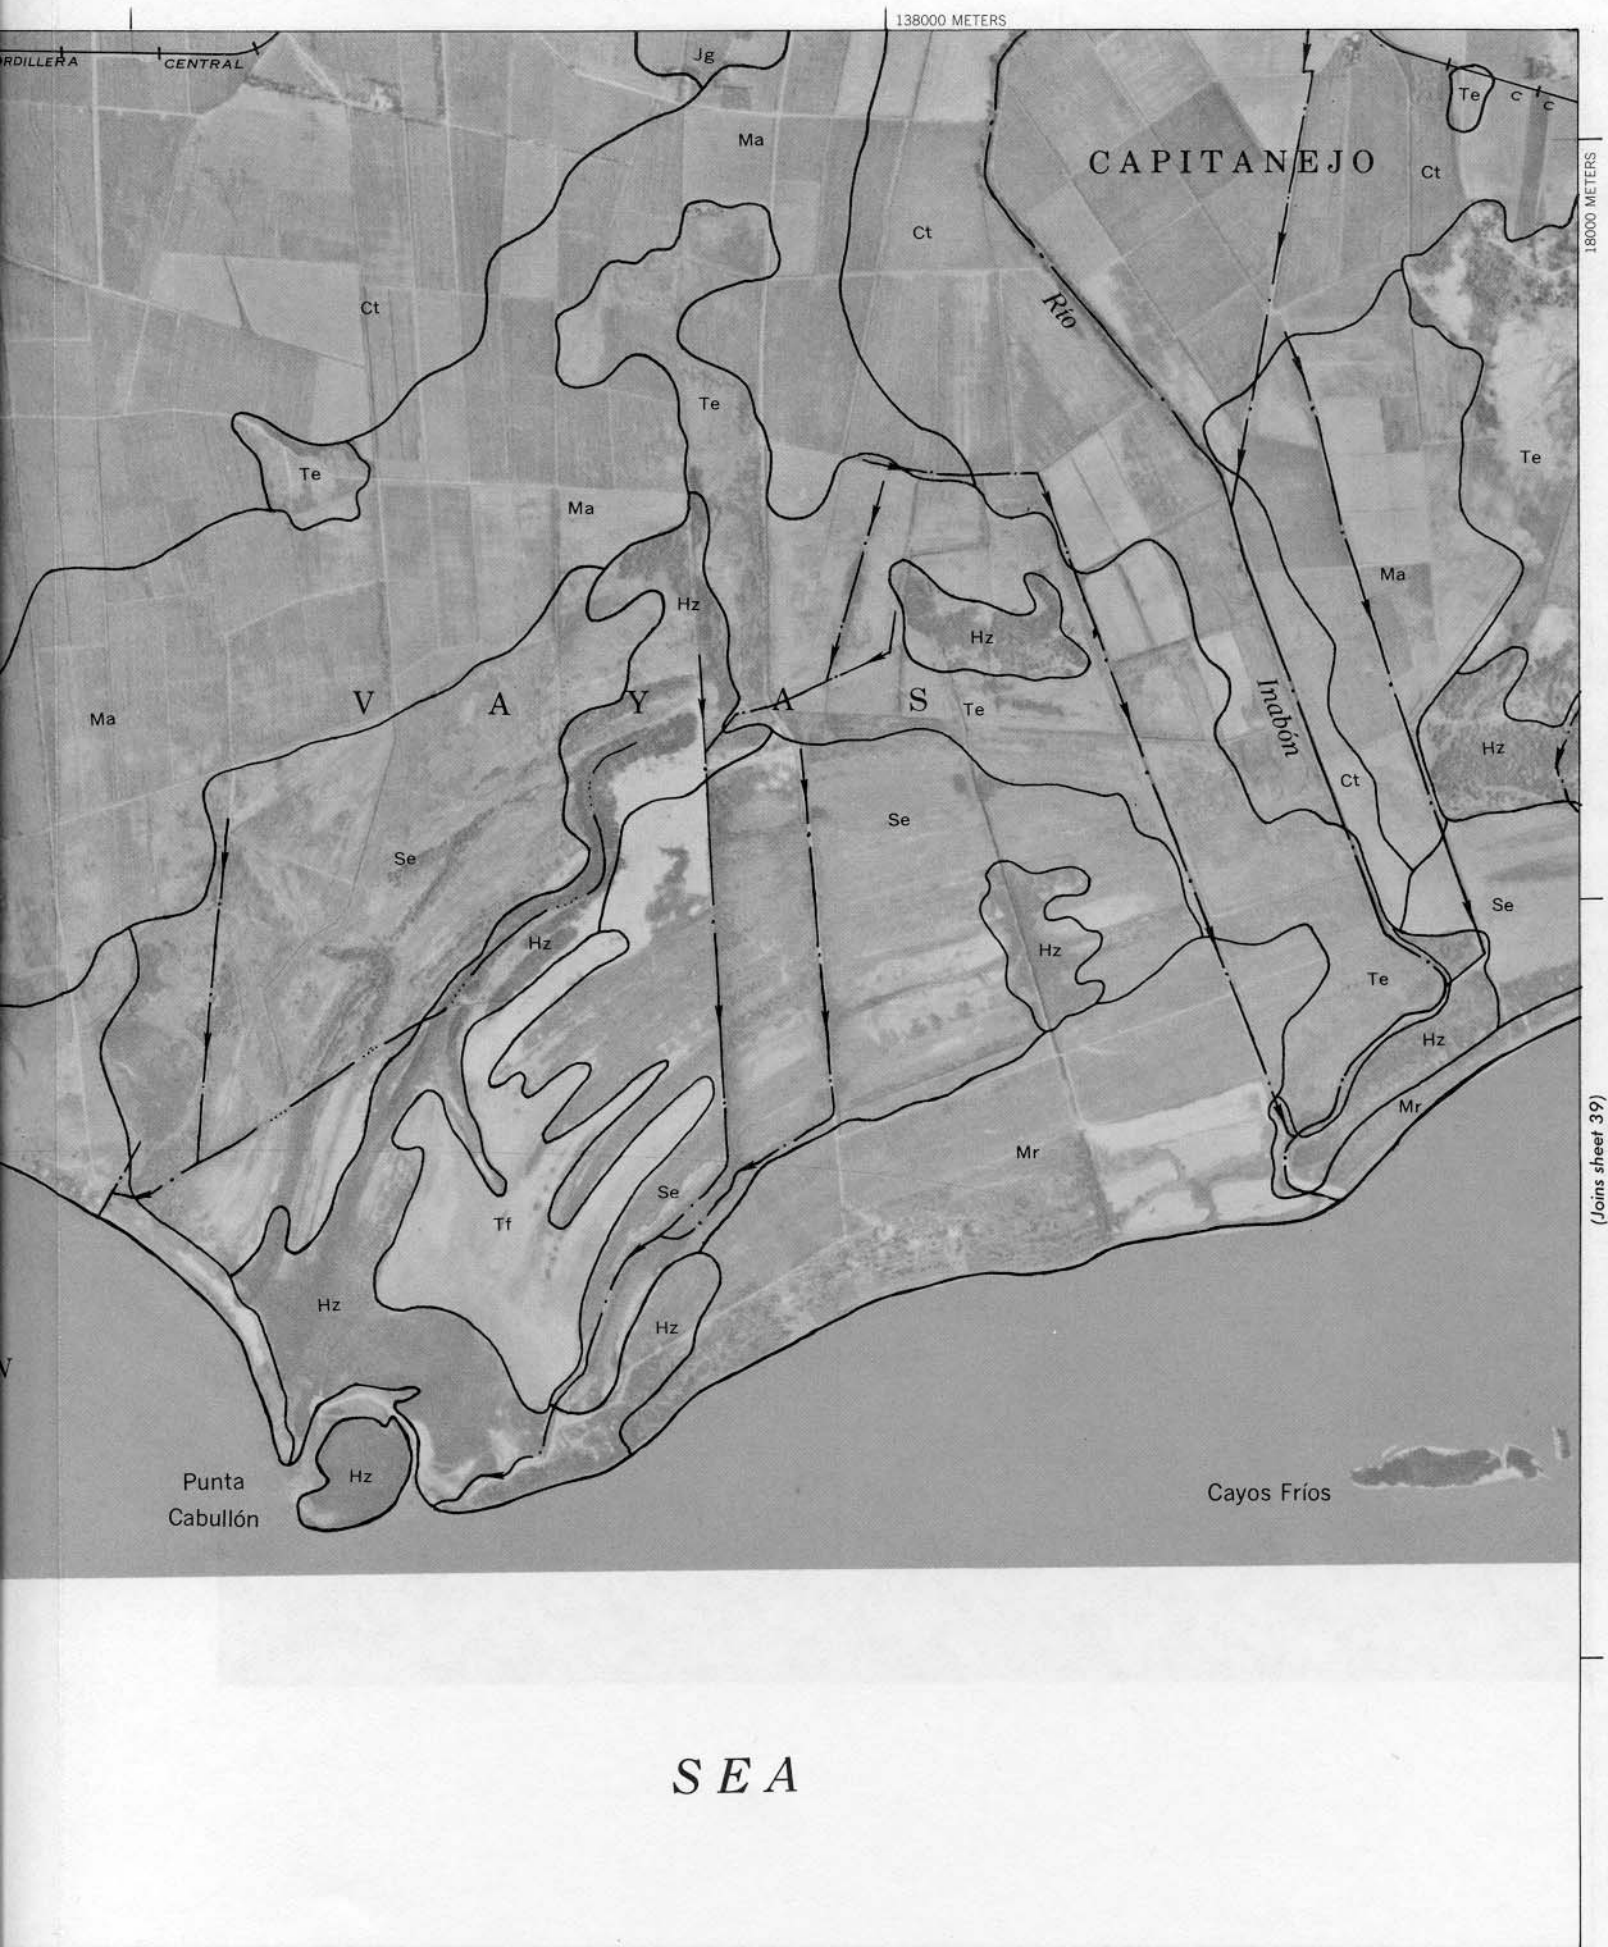 138000 METERS
CENTRAL
Jg
Te
C
C
Ma
CAPITANEJO
Ct
18000 METERS
Ct
Ct
Río
Te
Te
Te
Ma
Ma
Hz
Hz
V A Y A S
Te
Ma
Inabón
Hz
Ct
Se
Se
Se
Hz
Hz
Te
Hz
Mr
Mr
(Joins sheet 39)
Se
Tf
Hz
Hz
Punta
Cabullón
Hz
Cayos Fríos
SEA